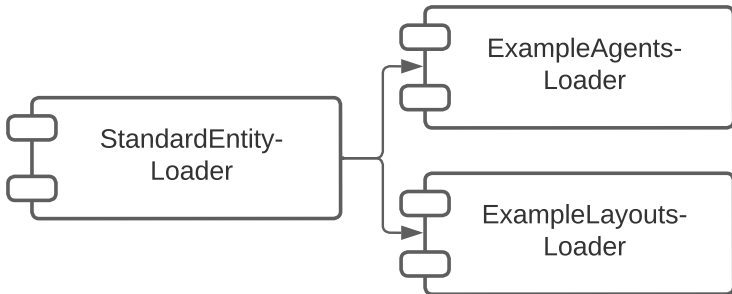 StandardEntity-
Loader
ExampleAgents-
Loader
ExampleLayouts-
Loader